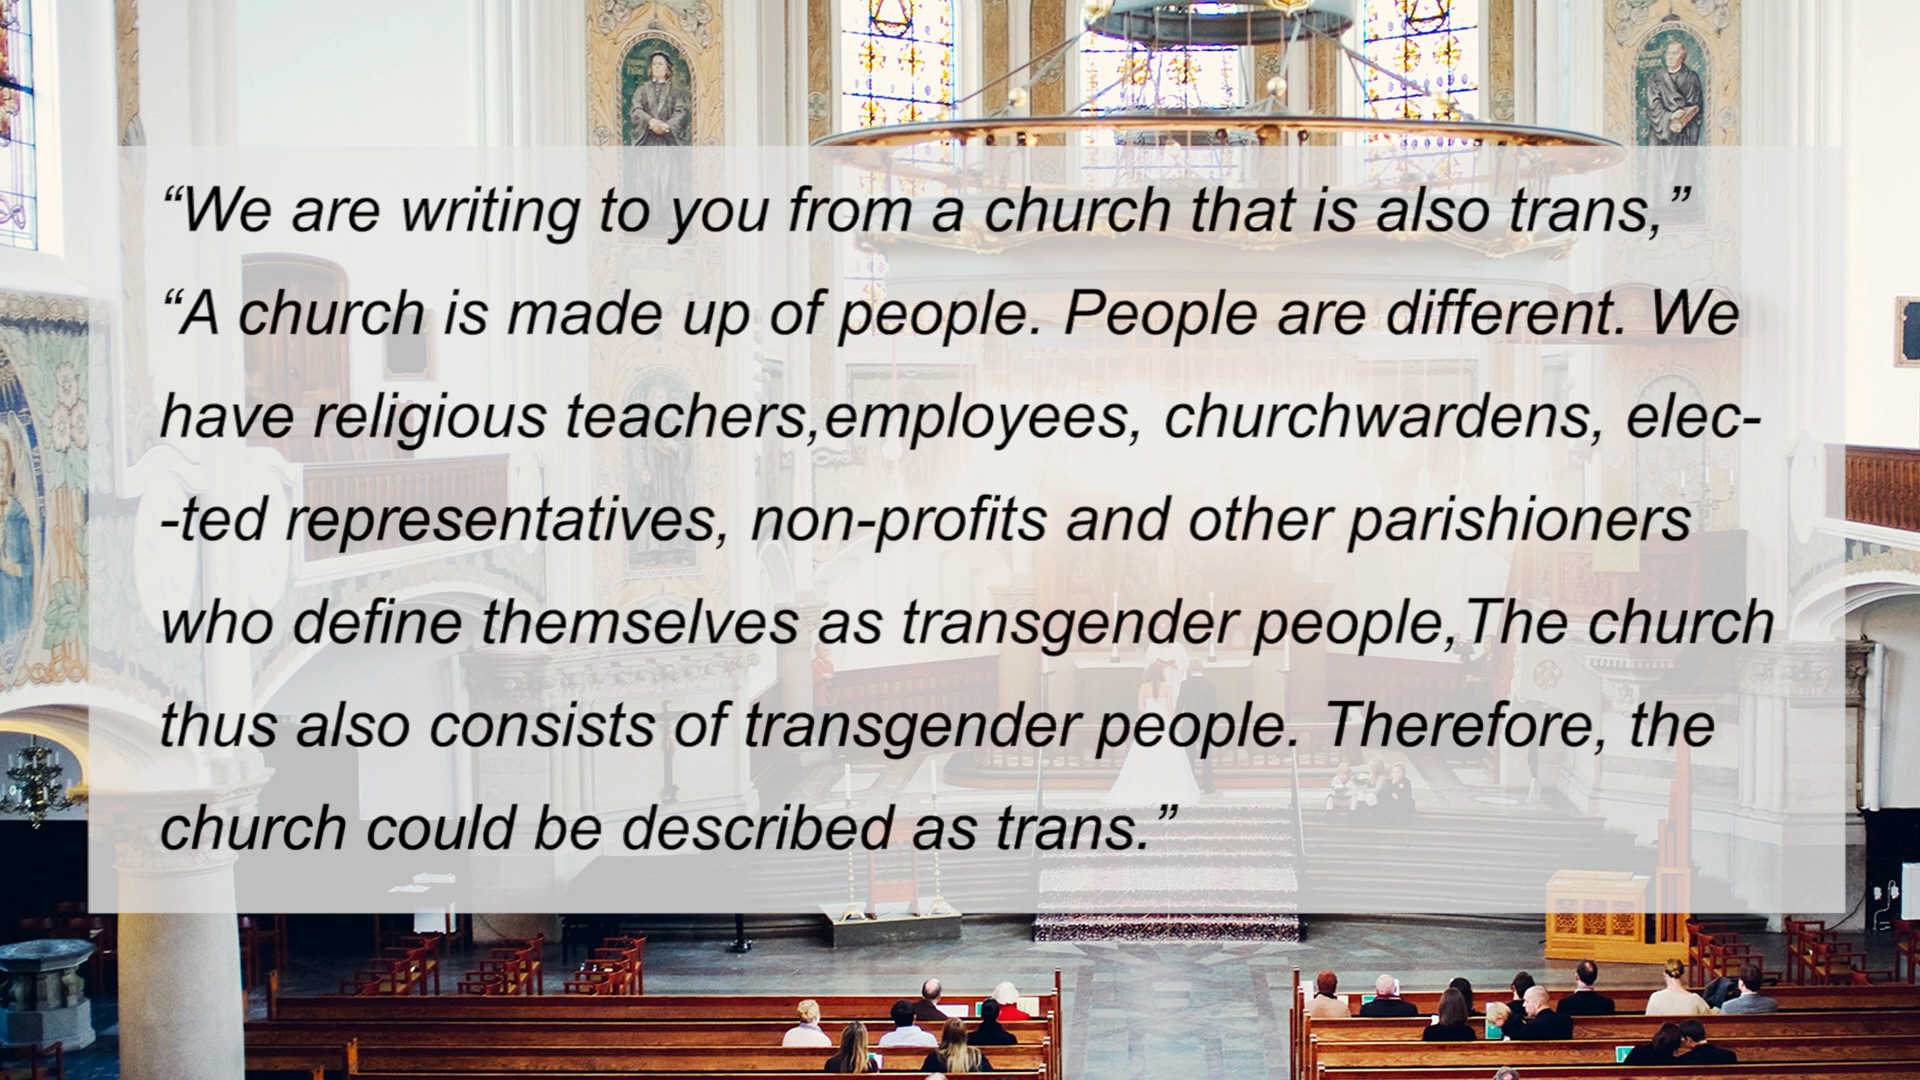 “We are writing to you from a church that is also trans,”
“A church is made up of people. People are different. We
have religious teachers,employees, churchwardens, elec-
-ted representatives, non-profits and other parishioners
who define themselves as transgender people,The church
thus also consists of transgender people. Therefore, the
church could be described as trans.”